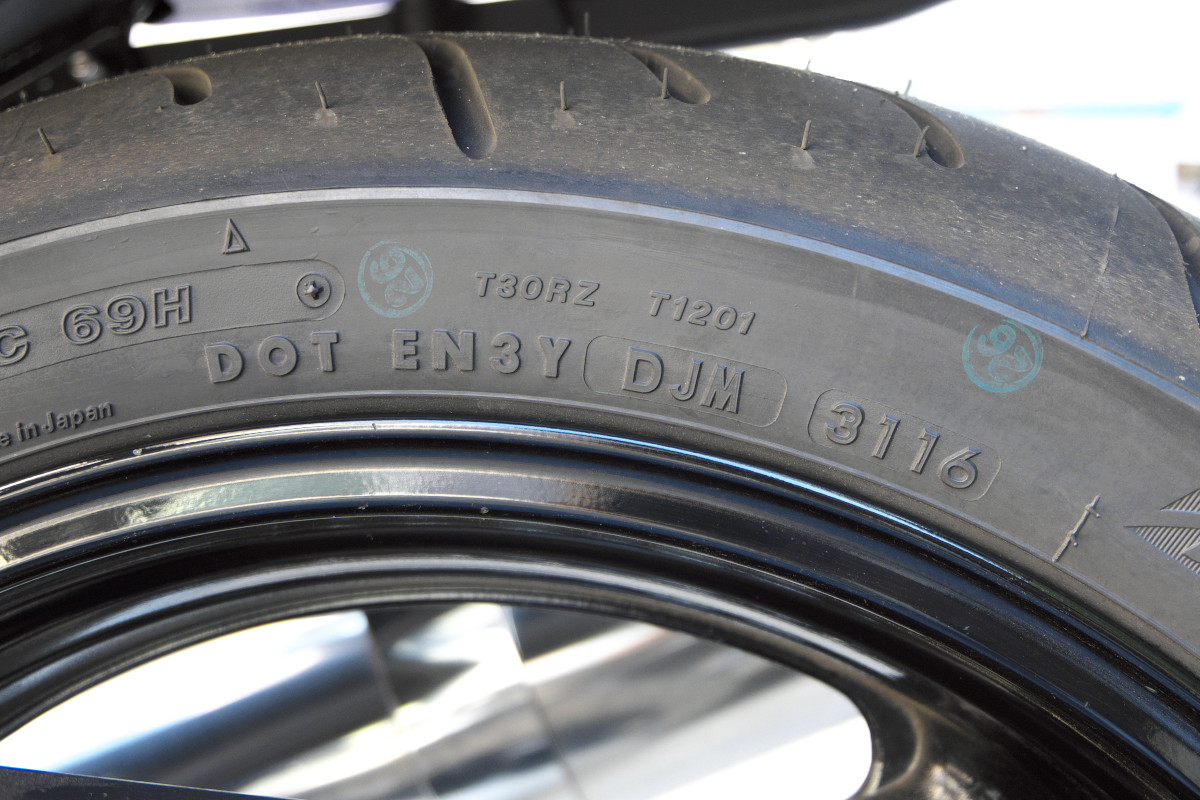 T30RZ T1201
C 69H
DOT EN3Y DJM 3116
in Japan